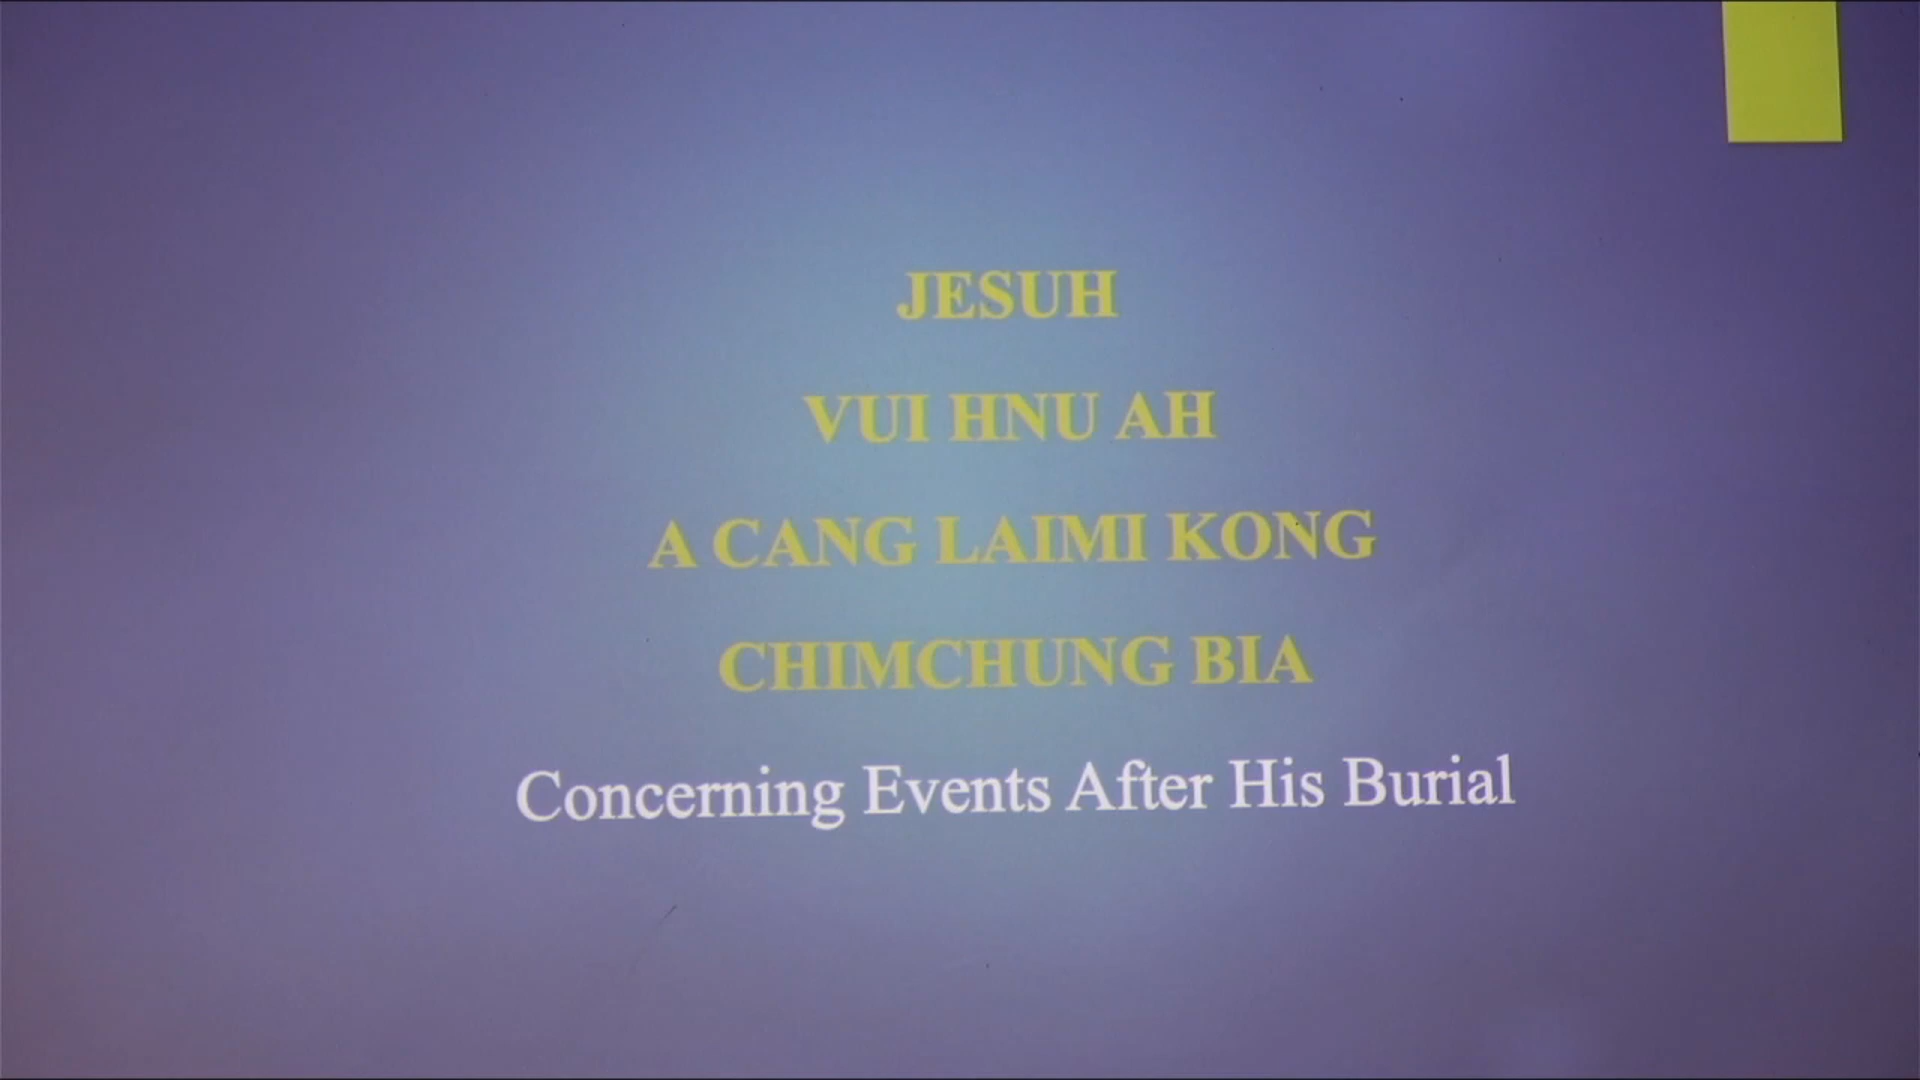 JESUH
VUI HNU AH
A CANG LAIMI KONG
CHIMCHUNG BIA
Concerning Events After His Burial